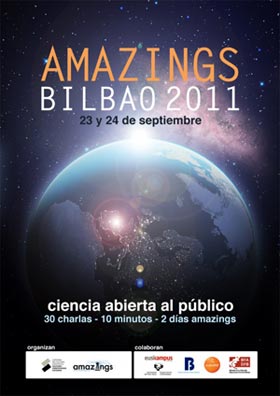 AMAZINGS
BILBAO 2011
23 y 24 de septiembre
ciencia abierta al público
30 charlas - 10 minutos - 2 días amazings
organizan
colaboran
amazings
euskampus